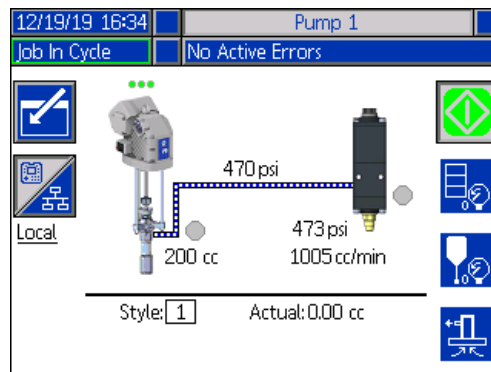 12/19/19 16:34 Pump 1
Job In Cycle No Active Errors
470 psi
Local
473 psi
200 cc 1005 cc/min
Style: 1 Actual: 0.00 cc